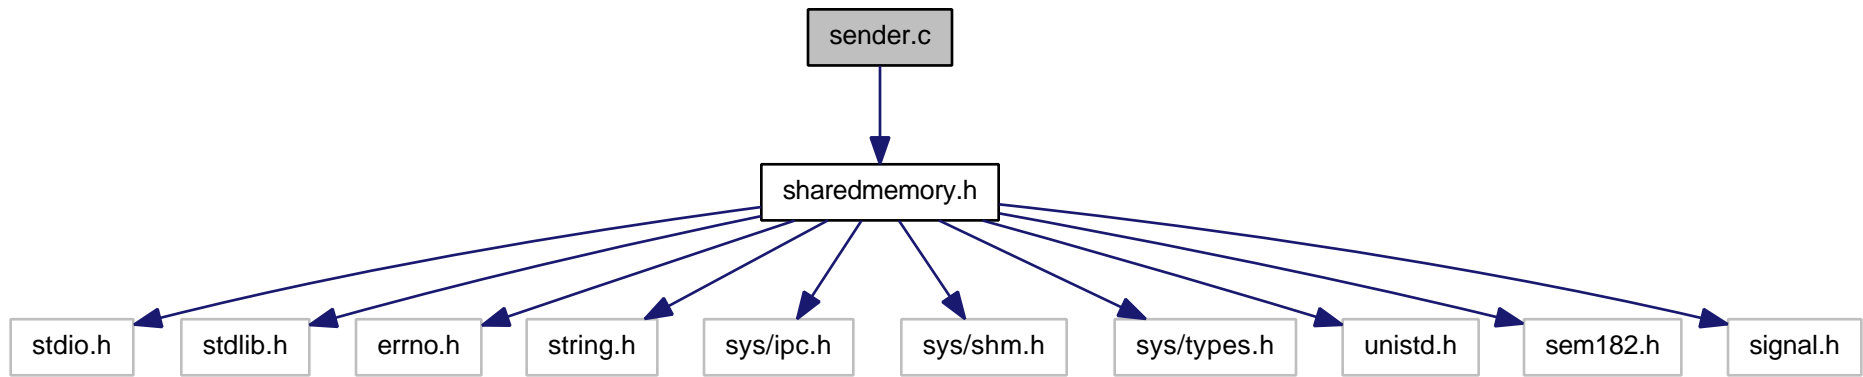 sender.c
sharedmemory.h
stdio.h
stdlib.h
errno.h
string.h
sys/ipc.h
sys/shm.h
sys/types.h
unistd.h
sem182.h
signal.h